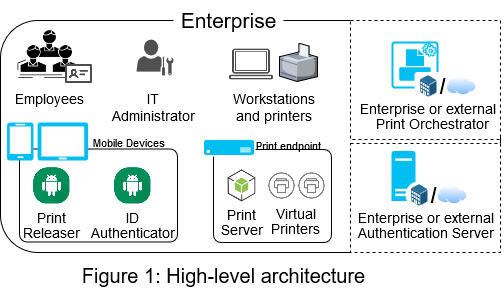 Enterprise
Employees
IT
Administrator
Workstations
and printers
Enterprise or external
Print Orchestrator
Mobile Devices
Print
Releaser
ID
Authenticator
Print endpoint
Print
Server
Virtual
Printers
Enterprise or external
Authentication Server
Figure 1: High-level architecture